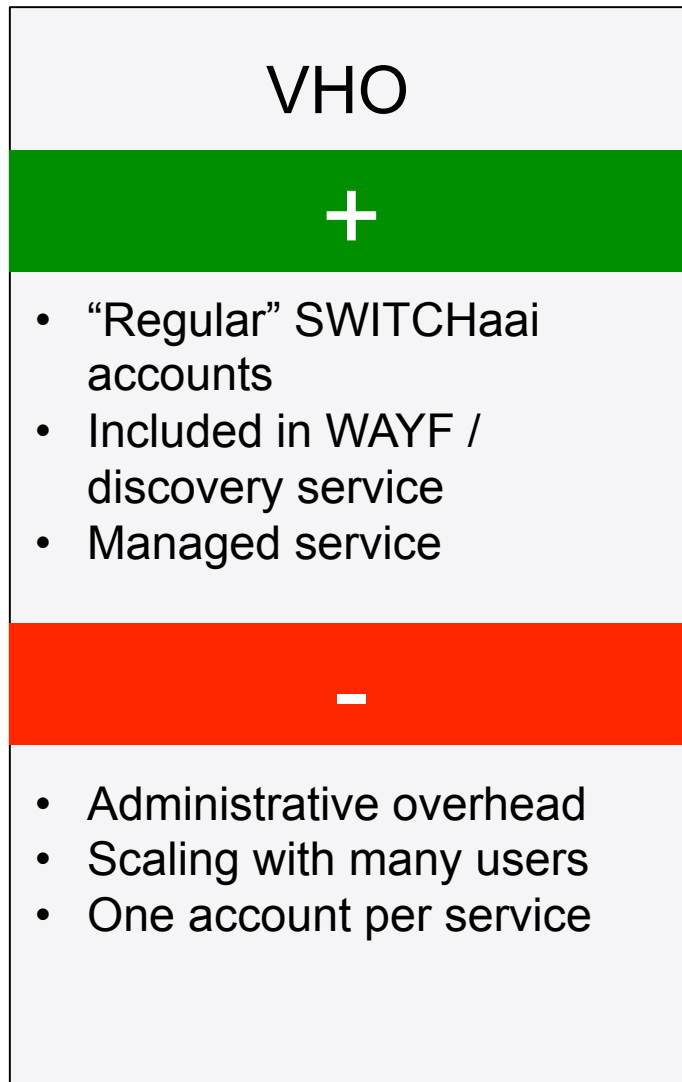 VHO
+
• “Regular” SWITCHaai
accounts
• Included in WAYF /
discovery service
• Managed service
-
• Administrative overhead
• Scaling with many users
• One account per service